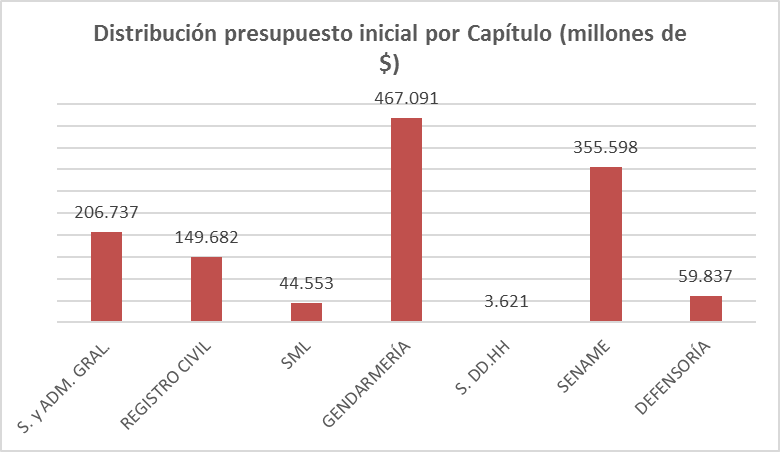 Distribución presupuesto inicial por Capítulo (millones de
$)
206.737
149.682
44.553
467.091
3.621
355.598
59.837
S. y ADM. GRAL.
REGISTRO CIVIL
SML
GENDARMERÍA
S. DD.HH
SENAME
DEFENSORÍA